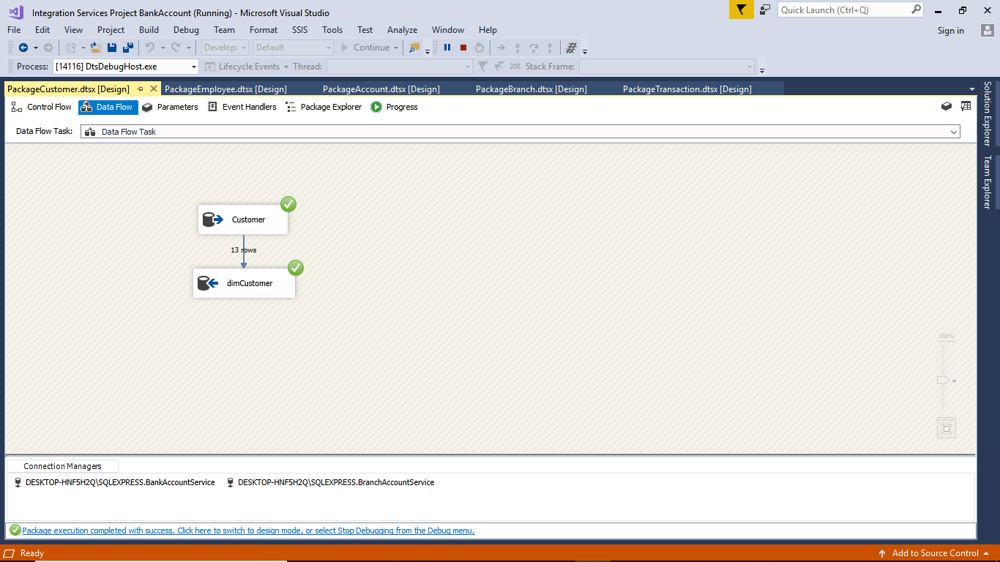 Integration Services Project BankAccount (Running) - Microsoft Visual Studio
Quick Launch (Ctrl+Q)
File Edit View Project Build Debug Team Format SSIS Tools Test Analyze Window Help
Sign in
Develop Default Continue
Process: [14116] DtsDebugHost.exe Lifecycle Events Thread: Stack Frame:
PackageCustomer.dtsx [Design] PackageEmployee.dtsx [Design] PackageAccount.dtsx [Design] PackageBranch.dtsx [Design] PackageTransaction.dtsx [Design]
Control Flow Data Flow Parameters Event Handlers Package Explorer Progress
Data Flow Task: Data Flow Task
Solution Explorer
Team Explorer
Customer
13 rows
dimCustomer
100%
Connection Managers
DESKTOP-HNF5H2Q\SQLEXPRESS.BankAccountService DESKTOP-HNF5H2Q\SQLEXPRESS.BranchAccountService
Package execution completed with success. Click here to switch to design mode, or select Stop Debugging from the Debug menu.
Ready
Add to Source Control